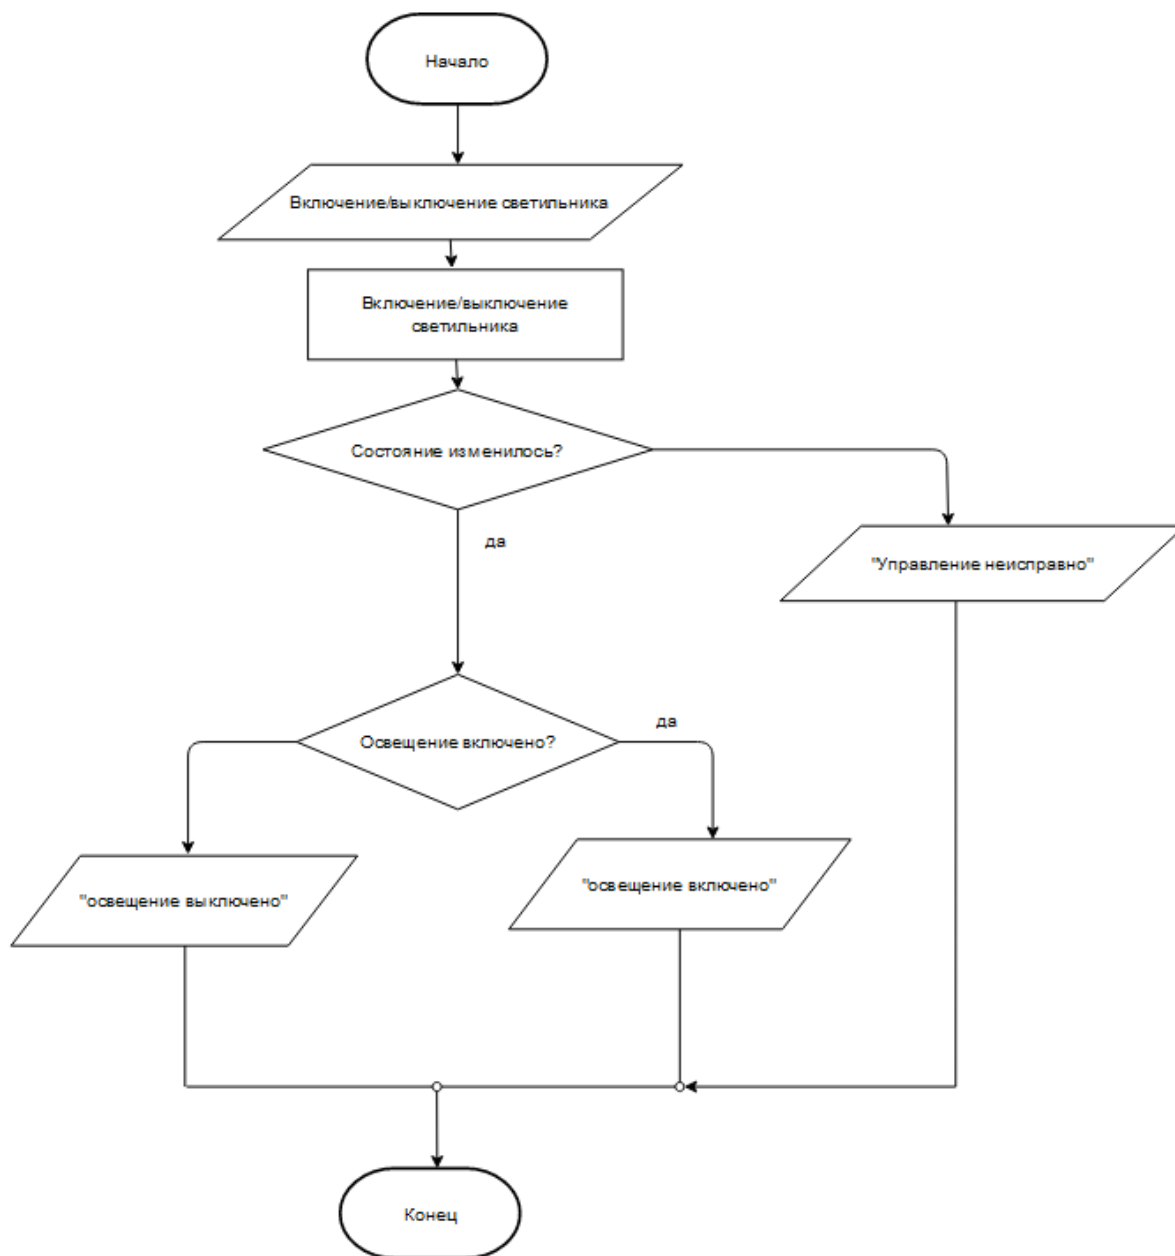 Начало
Включение/выключение светильника
Включение/выключение
светильника
Состояние изменилось?
да
"Управление неисправно"
да
Освещение включено?
"освещение включено"
"освещение выключено"
Конец